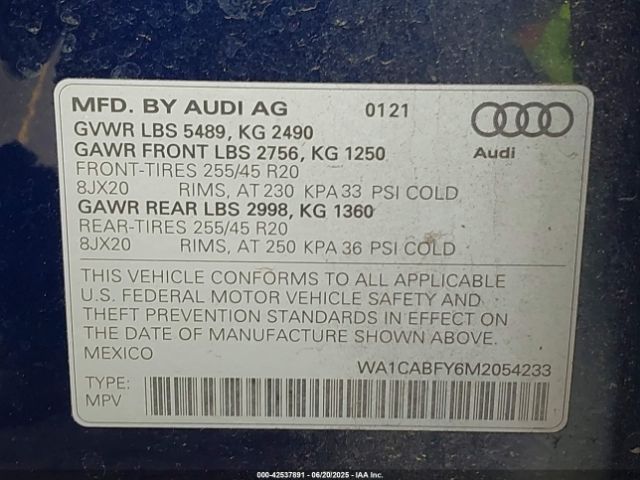 MFD. BY AUDI AG 0121
GVWR LBS 5489, KG 2490
GAWR FRONT LBS 2756, KG 1250
Audi
FRONT-TIRES 255/45 R20
8JX20 RIMS, AT 230 KPA 33 PSI COLD
GAWR REAR LBS 2998, KG 1360
REAR-TIRES 255/45 R20
8JX20 RIMS, AT 250 KPA 36 PSI COLD
THIS VEHICLE CONFORMS TO ALL APPLICABLE
U.S. FEDERAL MOTOR VEHICLE SAFETY AND
THEFT PREVENTION STANDARDS IN EFFECT ON
THE DATE OF MANUFACTURE SHOWN ABOVE.
MEXICO
WA1CABFY6M2054233
TYPE:
MPV
000-42537891 - 06/20/2025 - IAA Inc.